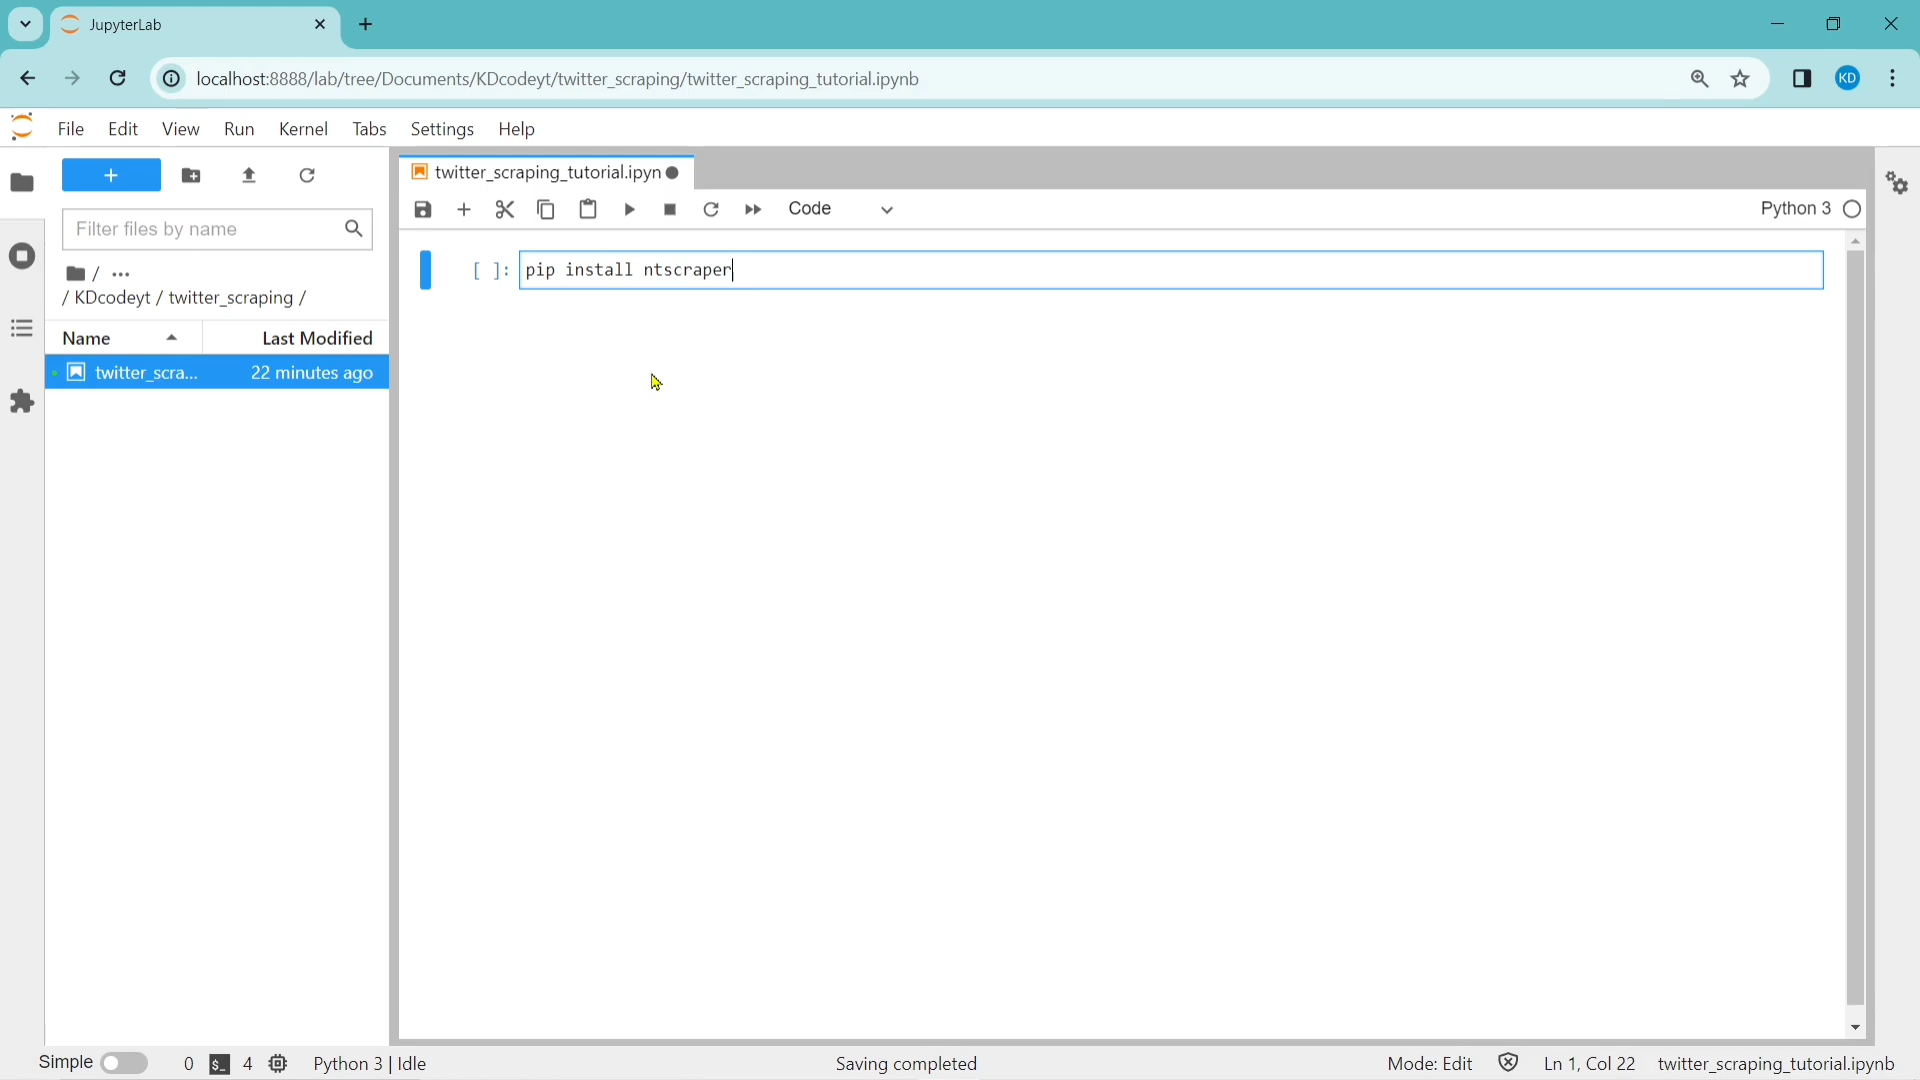 JupyterLab
localhost:8888/lab/tree/Documents/KDcodeyt/twitter_scraping/twitter_scraping_tutorial.ipynb
KD
File Edit View Run Kernel Tabs Settings Help
twitter_scraping_tutorial.ipyn
Code
Python 3
Filter files by name
/ ...
/ KDcodeyt / twitter_scraping /
Name Last Modified
twitter_scra... 22 minutes ago
[ ]: pip install ntscraper
Simple 0 $_ 4 Python 3 | Idle Saving completed Mode: Edit Ln 1, Col 22 twitter_scraping_tutorial.ipynb